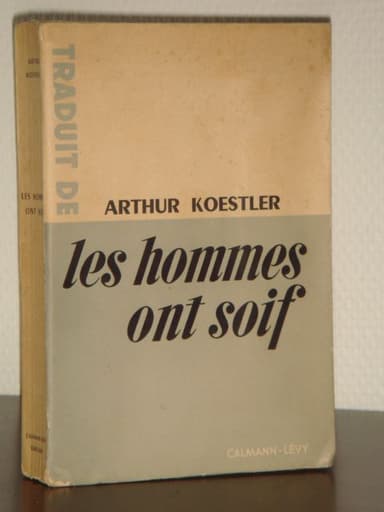 TRADUIT DE
ARTHUR KOESTLER
les hommes
ont soif
CALMANN-LÉVY